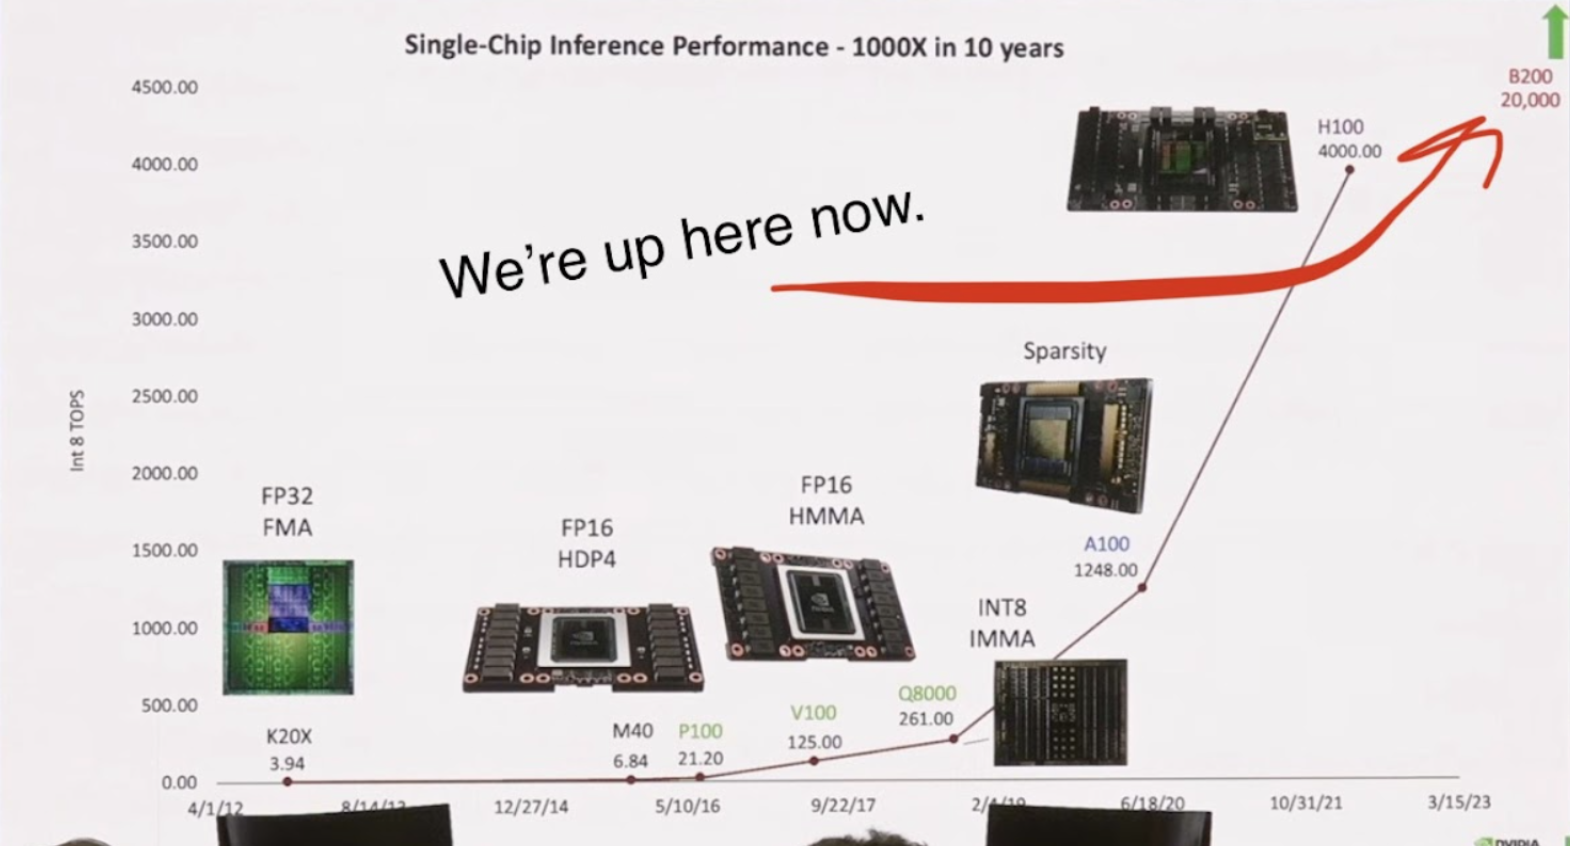 Single-Chip Inference Performance - 1000X in 10 years
B200
20,000
4500.00
4000.00
3500.00
3000.00
2500.00
2000.00
1500.00
1000.00
500.00
0.00
Int 8 TOPS
We're up here now.
H100
4000.00
Sparsity
A100
1248.00
FP32
FMA
FP16
HDP4
FP16
HMMA
INT8
IMMA
K20X
3.94
M40
6.84
P100
21.20
V100
125.00
Q8000
261.00
4/1/12
8/14/13
12/27/14
5/10/16
9/22/17
2/4/19
6/18/20
10/31/21
3/15/23
NVIDIA